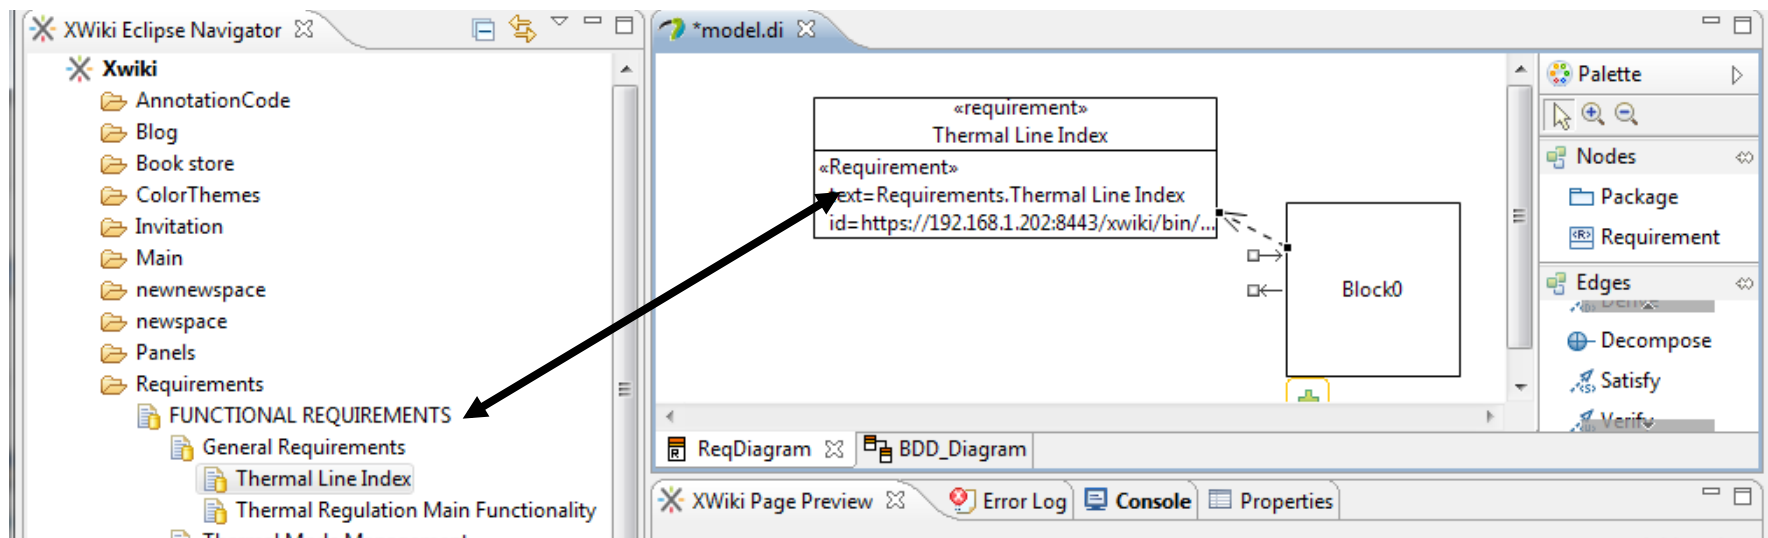 XWiki Eclipse Navigator
Xwiki
AnnotationCode
Blog
Book store
ColorThemes
Invitation
Main
newnewspace
newspace
Panels
Requirements
FUNCTIONAL REQUIREMENTS
General Requirements
Thermal Line Index
Thermal Regulation Main Functionality
*model.di
«requirement»
Thermal Line Index
«Requirement»
text=Requirements.Thermal Line Index
id=https://192.168.1.202:8443/xwiki/bin/...
Block0
Palette
Nodes
Package
<R> Requirement
Edges
Derive
Decompose
<S> Satisfy
Verify
R ReqDiagram
BDD_Diagram
XWiki Page Preview
Error Log
Console
Properties